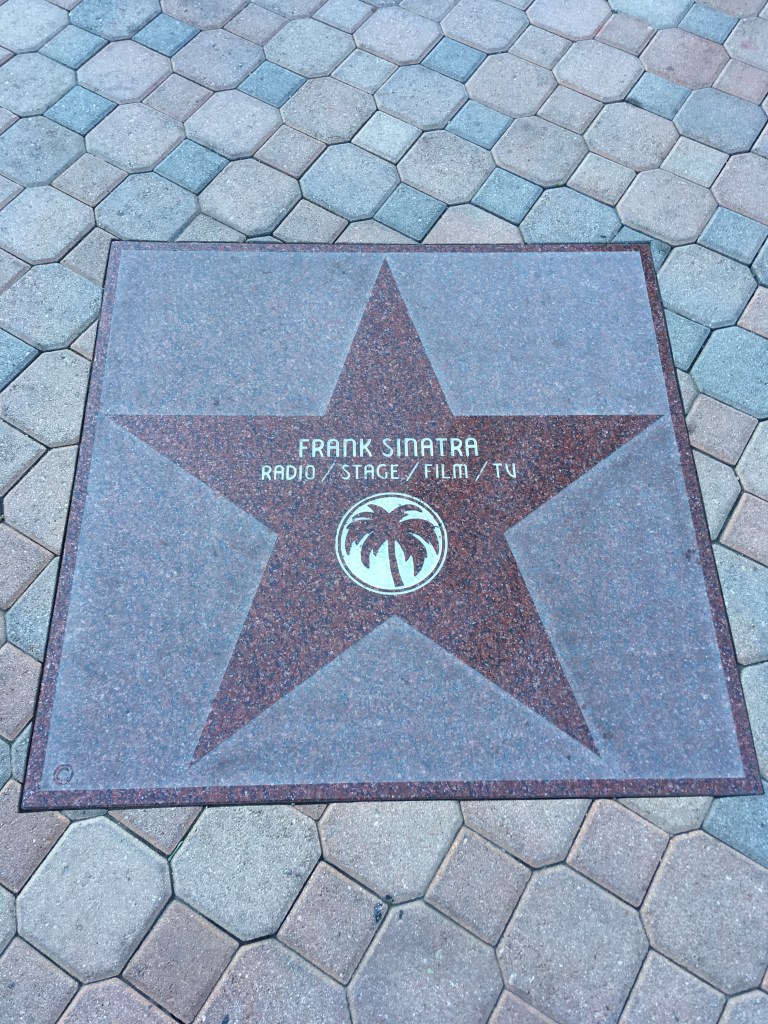 FRANK SINATRA
RADIO / STAGE / FILM / TV
©